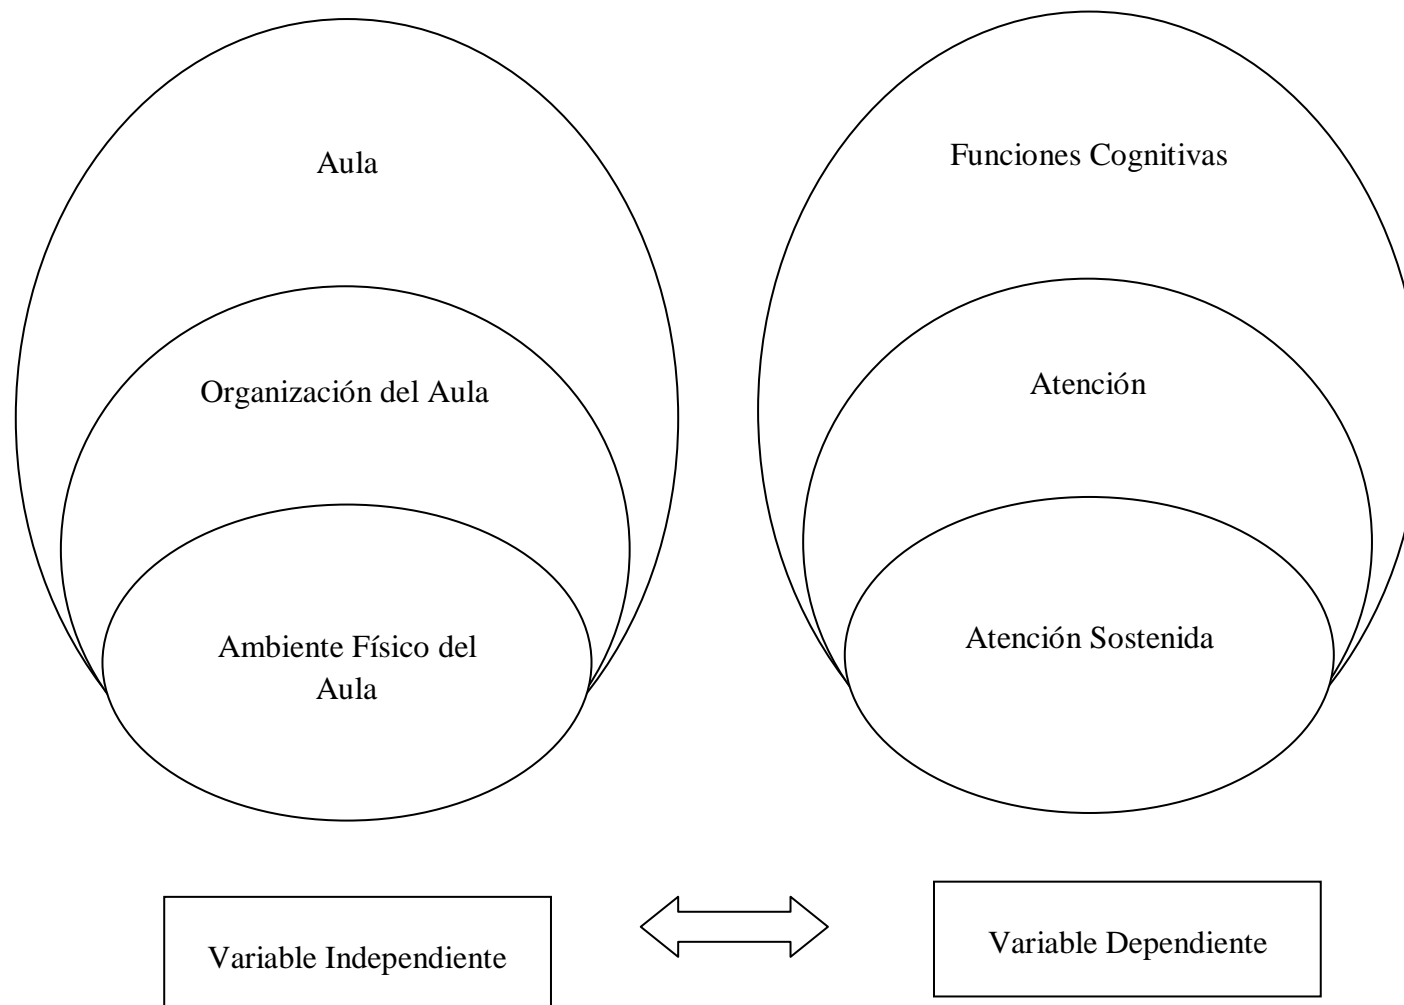 Aula
Organización del Aula
Ambiente Físico del
Aula
Variable Independiente
Funciones Cognitivas
Atención
Atención Sostenida
Variable Dependiente